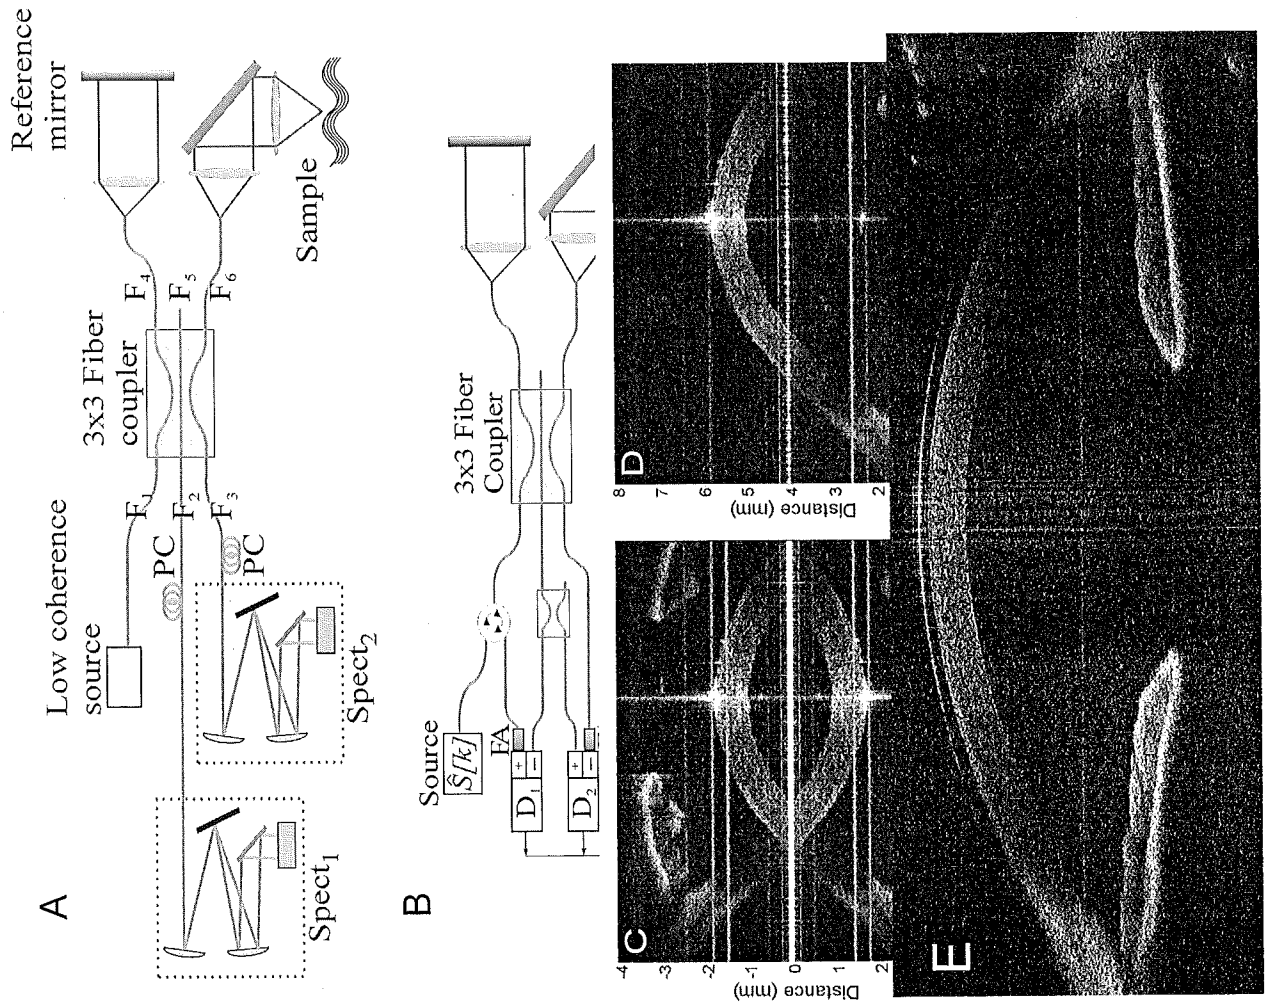 A
Low coherence
source
3x3 Fiber
coupler
Reference
mirror
F1
F2
F3
F4
F5
F6
PC
PC
Sample
Spect1
Spect2
B
Source
Ŝ[k]
FA
D1
+
−
D2
+
−
3x3 Fiber
Coupler
C
-4
-3
-2
-1
0
1
2
Distance (mm)
D
8
7
6
5
4
3
2
Distance (mm)
E